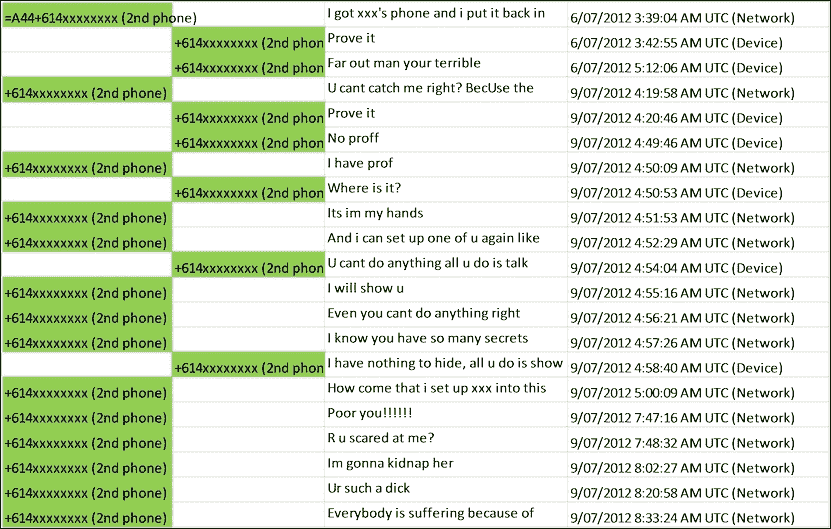 =A44+614xxxxxxxx (2nd phone) I got xxx's phone and i put it back in 6/07/2012 3:39:04 AM UTC (Network)
+614xxxxxxxx (2nd phon Prove it 6/07/2012 3:42:55 AM UTC (Device)
+614xxxxxxxx (2nd phon Far out man your terrible 6/07/2012 5:12:06 AM UTC (Device)
+614xxxxxxxx (2nd phone) U cant catch me right? BecUse the 9/07/2012 4:19:58 AM UTC (Network)
+614xxxxxxxx (2nd phon Prove it 9/07/2012 4:20:46 AM UTC (Device)
+614xxxxxxxx (2nd phon No proff 9/07/2012 4:49:46 AM UTC (Device)
+614xxxxxxxx (2nd phone) I have prof 9/07/2012 4:50:09 AM UTC (Network)
+614xxxxxxxx (2nd phon Where is it? 9/07/2012 4:50:53 AM UTC (Device)
+614xxxxxxxx (2nd phone) Its im my hands 9/07/2012 4:51:53 AM UTC (Network)
+614xxxxxxxx (2nd phone) And i can set up one of u again like 9/07/2012 4:52:29 AM UTC (Network)
+614xxxxxxxx (2nd phon U cant do anything all u do is talk 9/07/2012 4:54:04 AM UTC (Device)
+614xxxxxxxx (2nd phone) I will show u 9/07/2012 4:55:16 AM UTC (Network)
+614xxxxxxxx (2nd phone) Even you cant do anything right 9/07/2012 4:56:21 AM UTC (Network)
+614xxxxxxxx (2nd phone) I know you have so many secrets 9/07/2012 4:57:26 AM UTC (Network)
+614xxxxxxxx (2nd phon I have nothing to hide, all u do is show 9/07/2012 4:58:40 AM UTC (Device)
+614xxxxxxxx (2nd phone) How come that i set up xxx into this 9/07/2012 5:00:09 AM UTC (Network)
+614xxxxxxxx (2nd phone) Poor you!!!!!! 9/07/2012 7:47:16 AM UTC (Network)
+614xxxxxxxx (2nd phone) R u scared at me? 9/07/2012 7:48:32 AM UTC (Network)
+614xxxxxxxx (2nd phone) Im gonna kidnap her 9/07/2012 8:02:27 AM UTC (Network)
+614xxxxxxxx (2nd phone) Ur such a dick 9/07/2012 8:20:58 AM UTC (Network)
+614xxxxxxxx (2nd phone) Everybody is suffering because of 9/07/2012 8:33:24 AM UTC (Network)